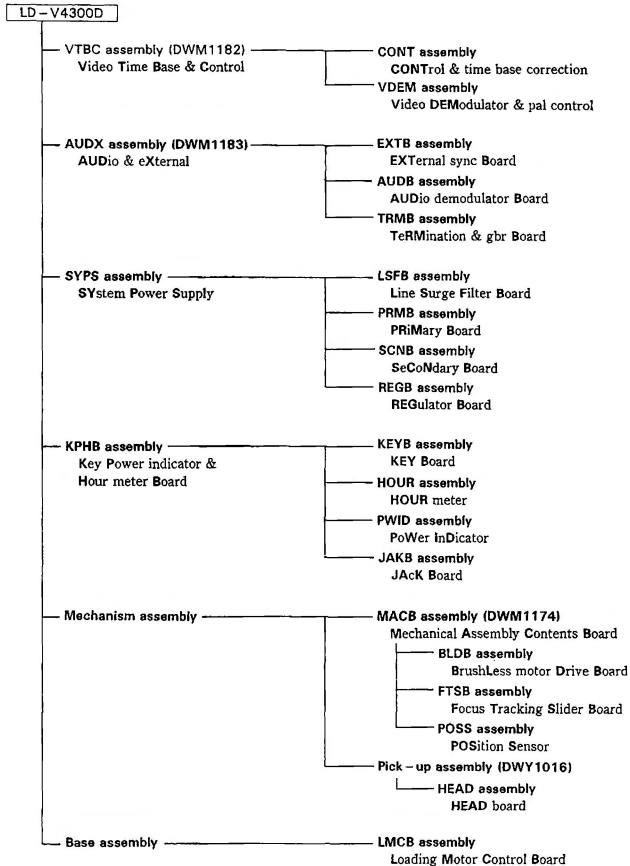 LD-V4300D
VTBC assembly (DWM1182)
Video Time Base & Control
CONT assembly
CONTrol & time base correction
VDEM assembly
Video DEModulator & pal control
AUDX assembly (DWM1183)
AUDio & eXternal
EXTB assembly
EXTernal sync Board
AUDB assembly
AUDio demodulator Board
TRMB assembly
TeRMination & gbr Board
SYPS assembly
SYstem Power Supply
LSFB assembly
Line Surge Filter Board
PRMB assembly
PRiMary Board
SCNB assembly
SeCoNdary Board
REGB assembly
REGulator Board
KPHB assembly
Key Power indicator &
Hour meter Board
KEYB assembly
KEY Board
HOUR assembly
HOUR meter
PWID assembly
PoWer InDicator
JAKB assembly
JAcK Board
Mechanism assembly
MACB assembly (DWM1174)
Mechanical Assembly Contents Board
BLDB assembly
BrushLess motor Drive Board
FTSB assembly
Focus Tracking Slider Board
POSS assembly
POSition Sensor
Pick-up assembly (DWY1016)
HEAD assembly
HEAD board
Base assembly
LMCB assembly
Loading Motor Control Board